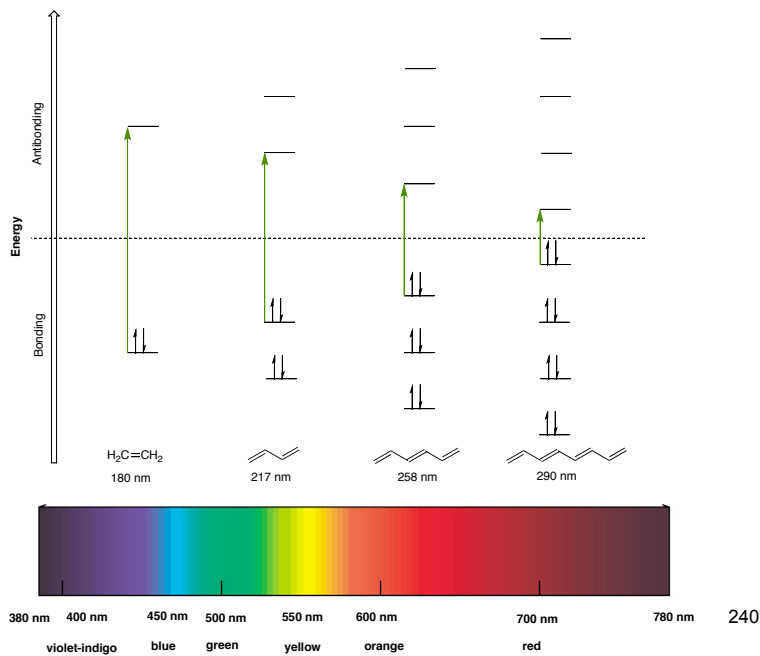 Antibonding
Energy
Bonding
H₂C=CH₂
180 nm
217 nm
258 nm
290 nm
380 nm 400 nm 450 nm 500 nm 550 nm 600 nm 700 nm 780 nm 240
violet-indigo blue green yellow orange red